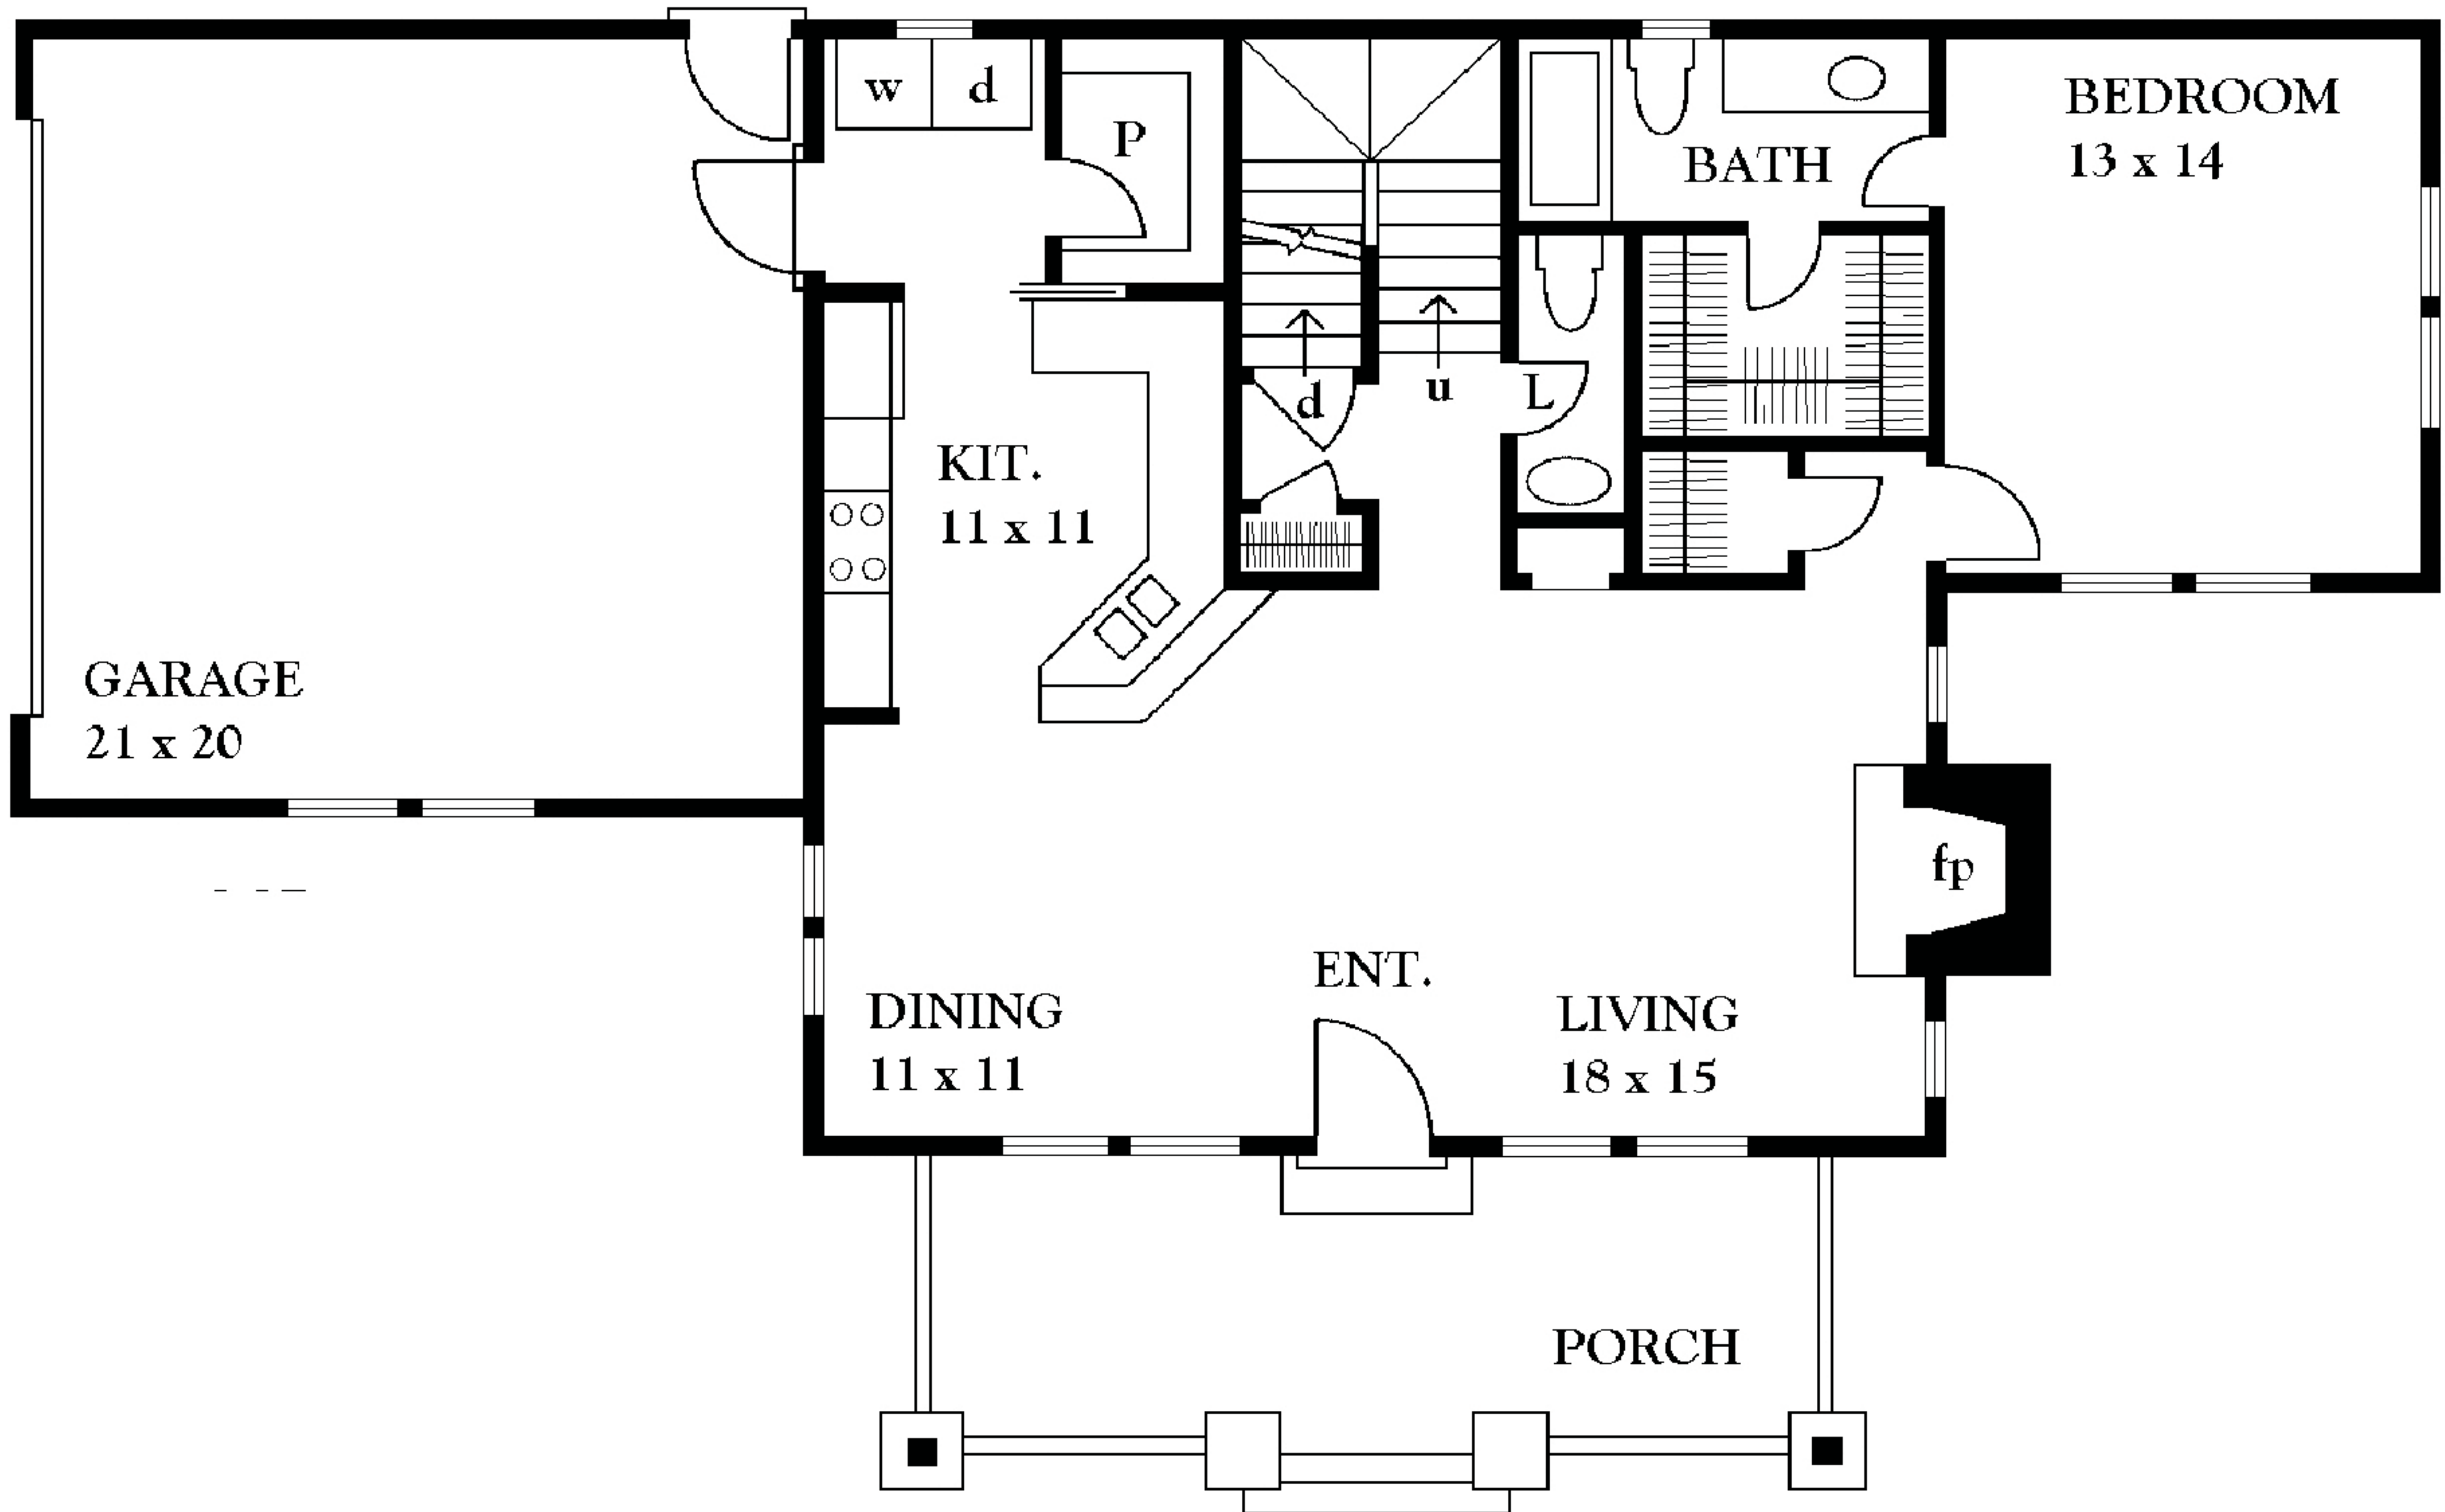 w
d
P
BATH
BEDROOM
13 x 14
KIT.
11 x 11
d
u
L
GARAGE
21 x 20
fp
ENT.
DINING
11 x 11
LIVING
18 x 15
PORCH